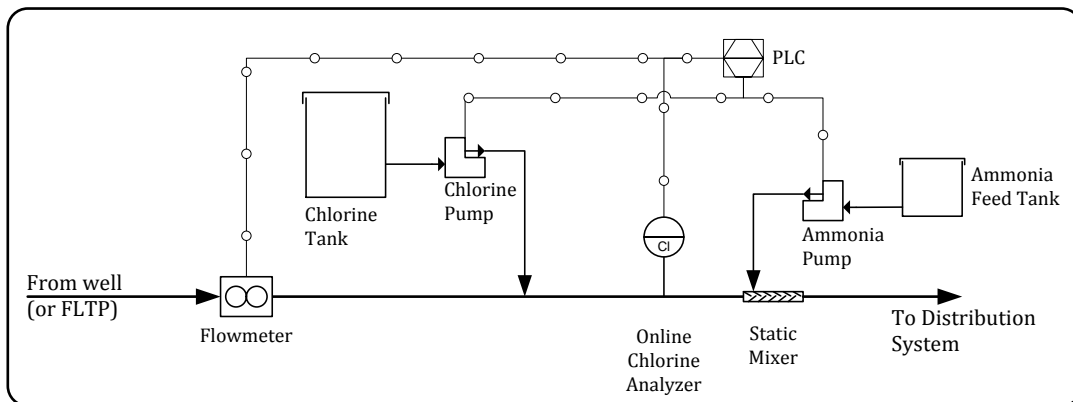 PLC
Chlorine
Tank
Chlorine
Pump
Ammonia
Feed Tank
Ammonia
Pump
Cl
From well
(or FLTP)
Flowmeter
Online
Chlorine
Analyzer
Static
Mixer
To Distribution
System